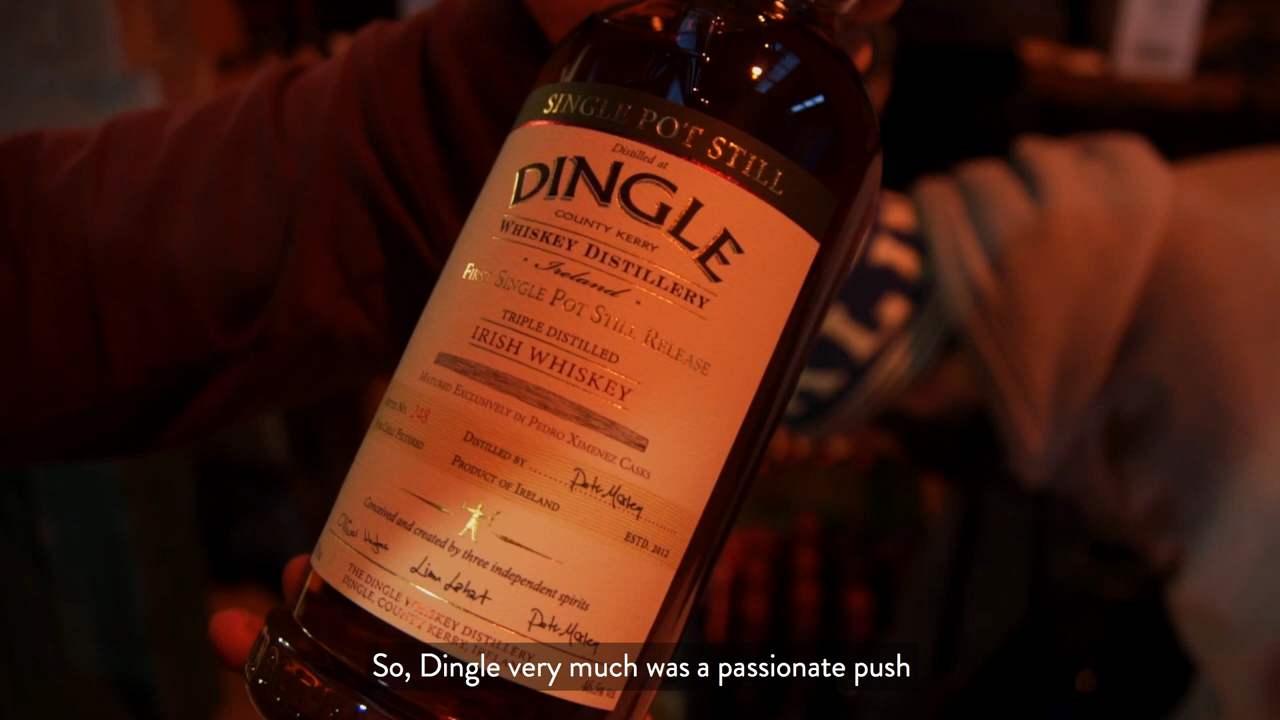 SINGLE POT STILL
Distilled at
DINGLE
COUNTY KERRY
WHISKEY DISTILLERY
Ireland
FIRST SINGLE POT STILL RELEASE
TRIPLE DISTILLED
IRISH WHISKEY
MATURED EXCLUSIVELY IN PEDRO XIMENEZ CASKS
248
DISTILLED BY
PRODUCT OF IRELAND
ESTD. 2012
Conceived and created by three independent spirits
THE DINGLE WHISKEY DISTILLERY
DINGLE, COUNTY KERRY,
So, Dingle very much was a passionate push